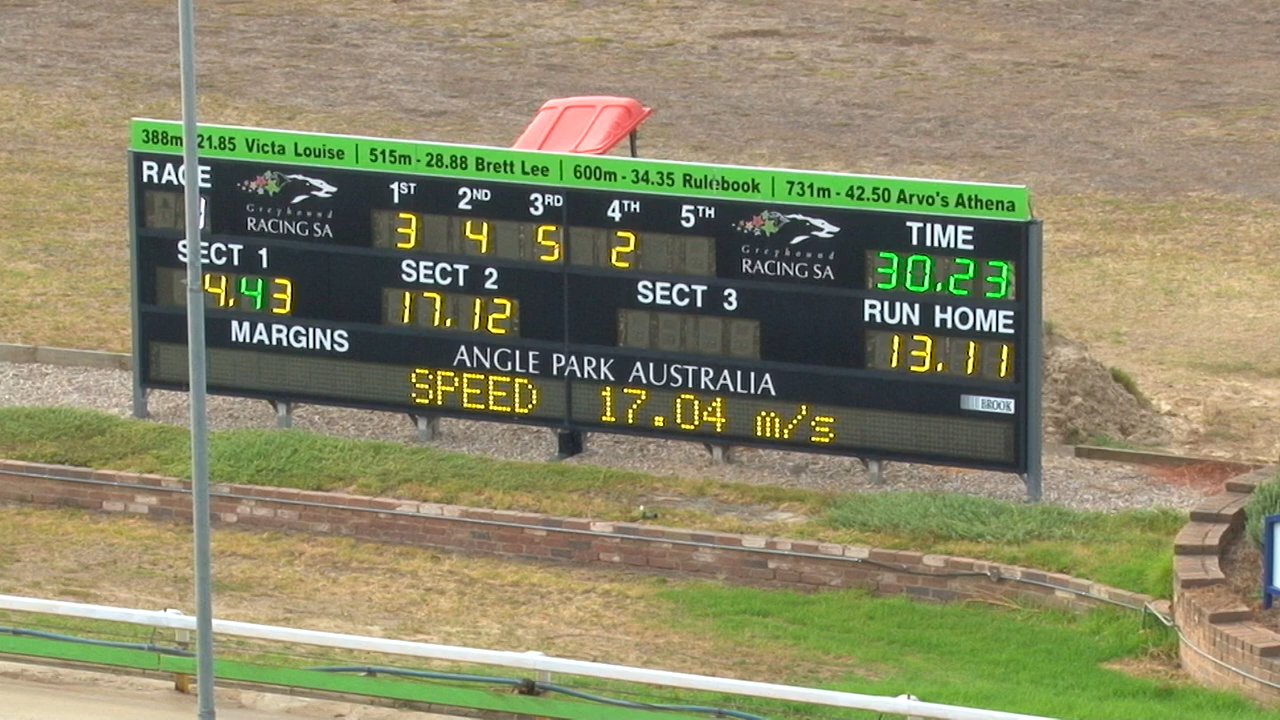 388m 21.85 Victa Louise | 515m - 28.88 Brett Lee | 600m - 34.35 Rulebook | 731m - 42.50 Arvo's Athena
RACE 1ST 2ND 3RD 4TH 5TH TIME
Greyhound RACING SA 3 4 5 2 Greyhound RACING SA 30.23
SECT 1 SECT 2 SECT 3 RUN HOME
4.43 17.12 13.11
MARGINS ANGLE PARK AUSTRALIA
SPEED 17.04 m/s BROOK